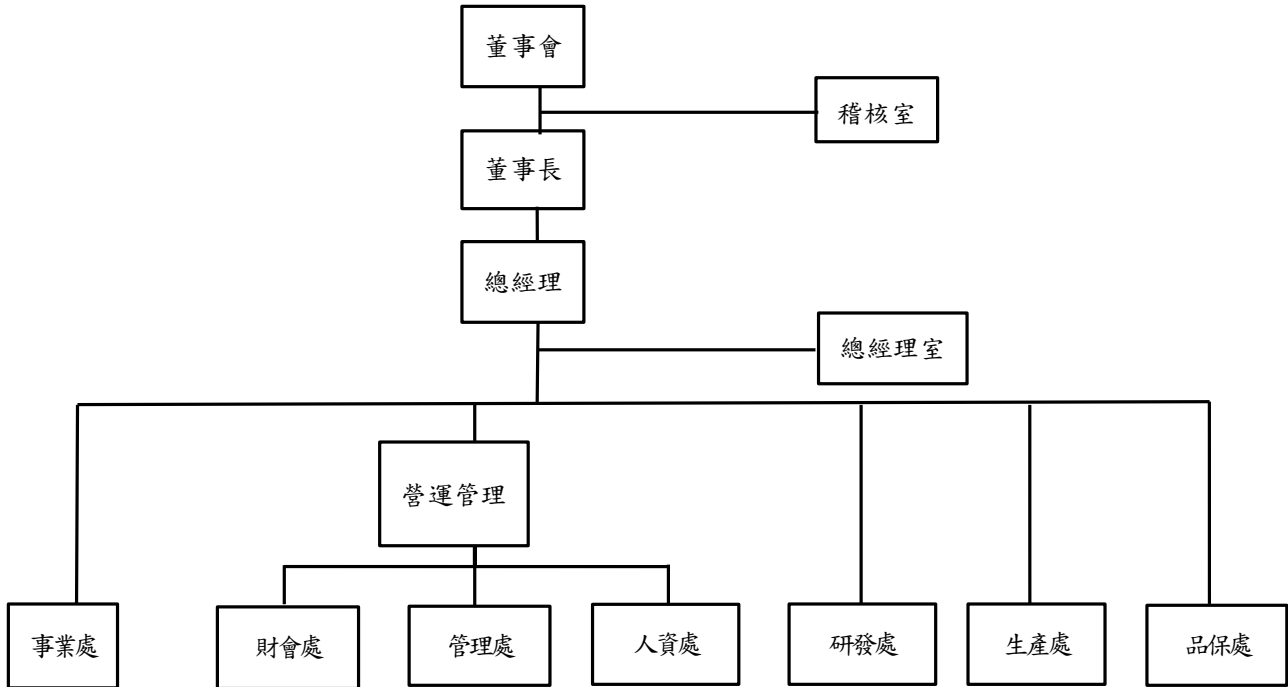 董事會
稽核室
董事長
總經理
總經理室
營運管理
事業處
財會處
管理處
人資處
研發處
生產處
品保處